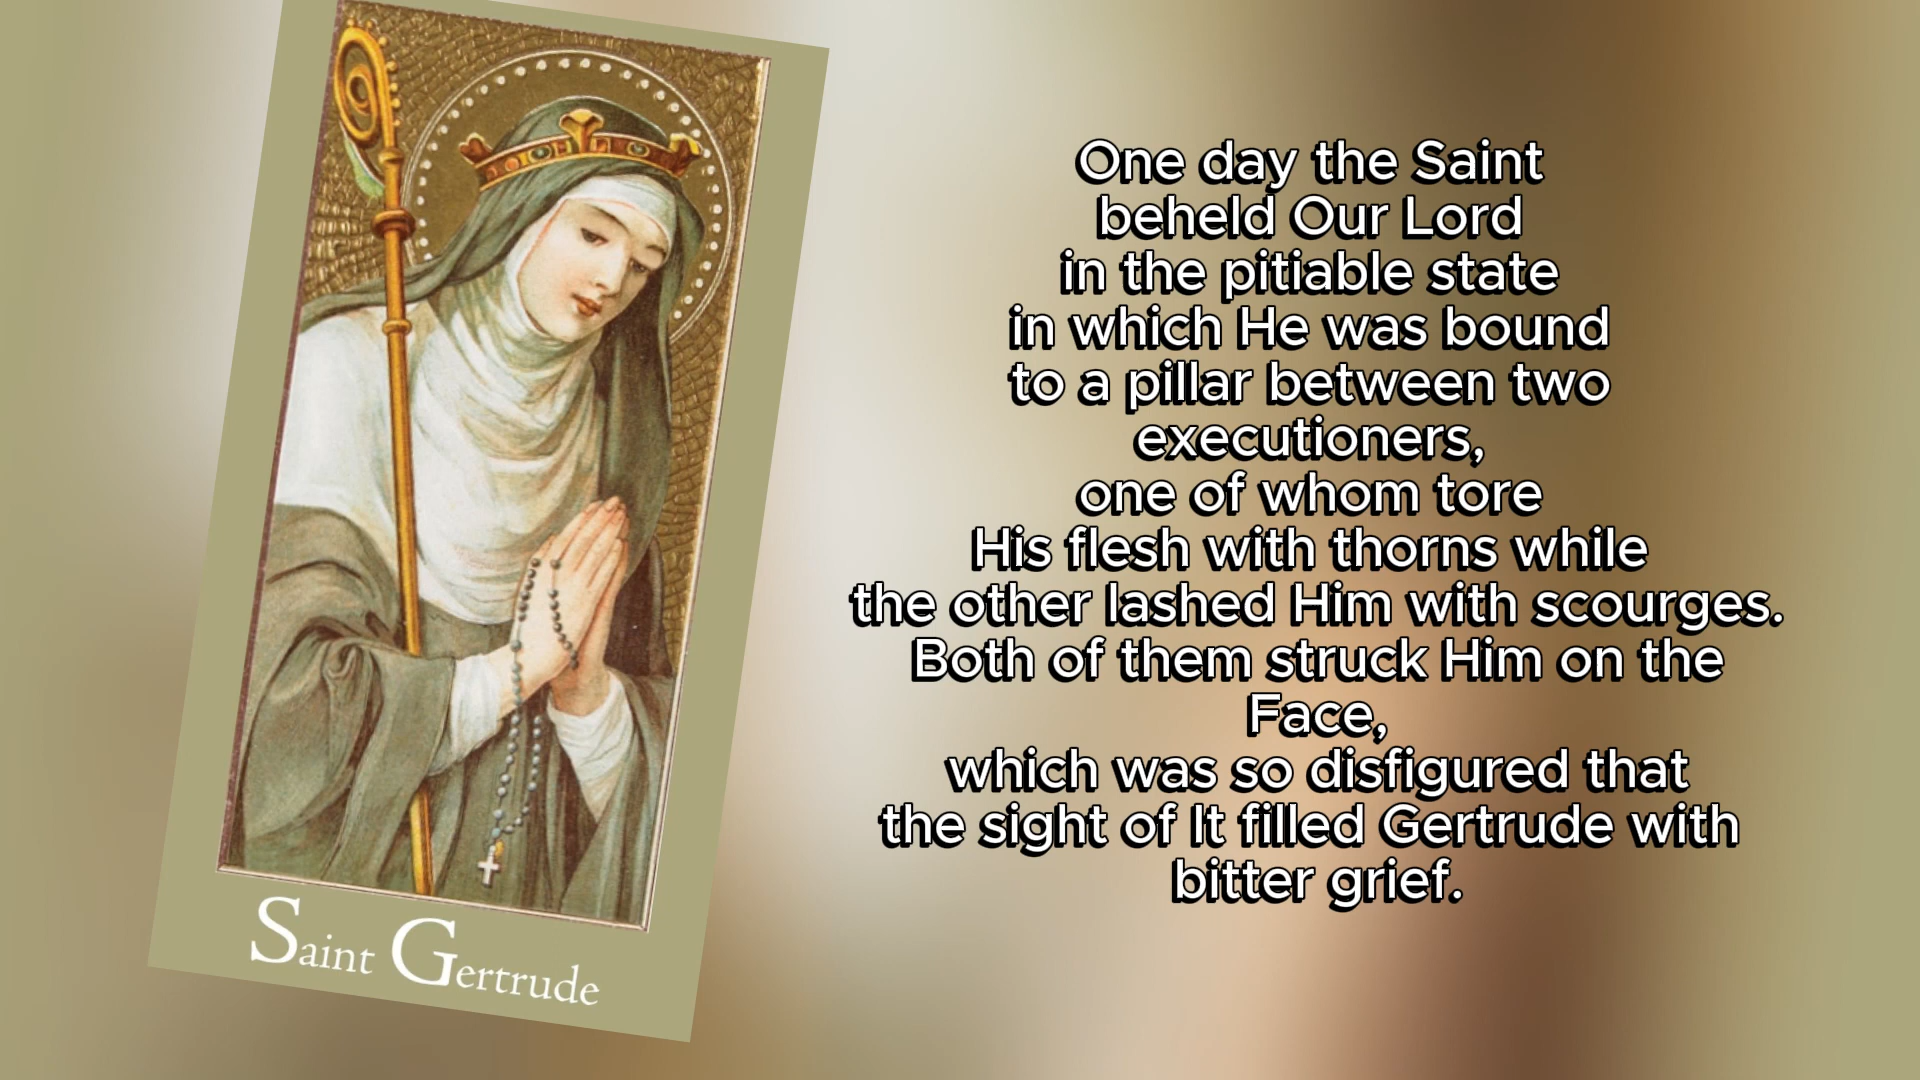 One day the Saint
beheld Our Lord
in the pitiable state
in which He was bound
to a pillar between two
executioners,
one of whom tore
His flesh with thorns while
the other lashed Him with scourges.
Both of them struck Him on the
Face,
which was so disfigured that
the sight of It filled Gertrude with
bitter grief.
Saint Gertrude